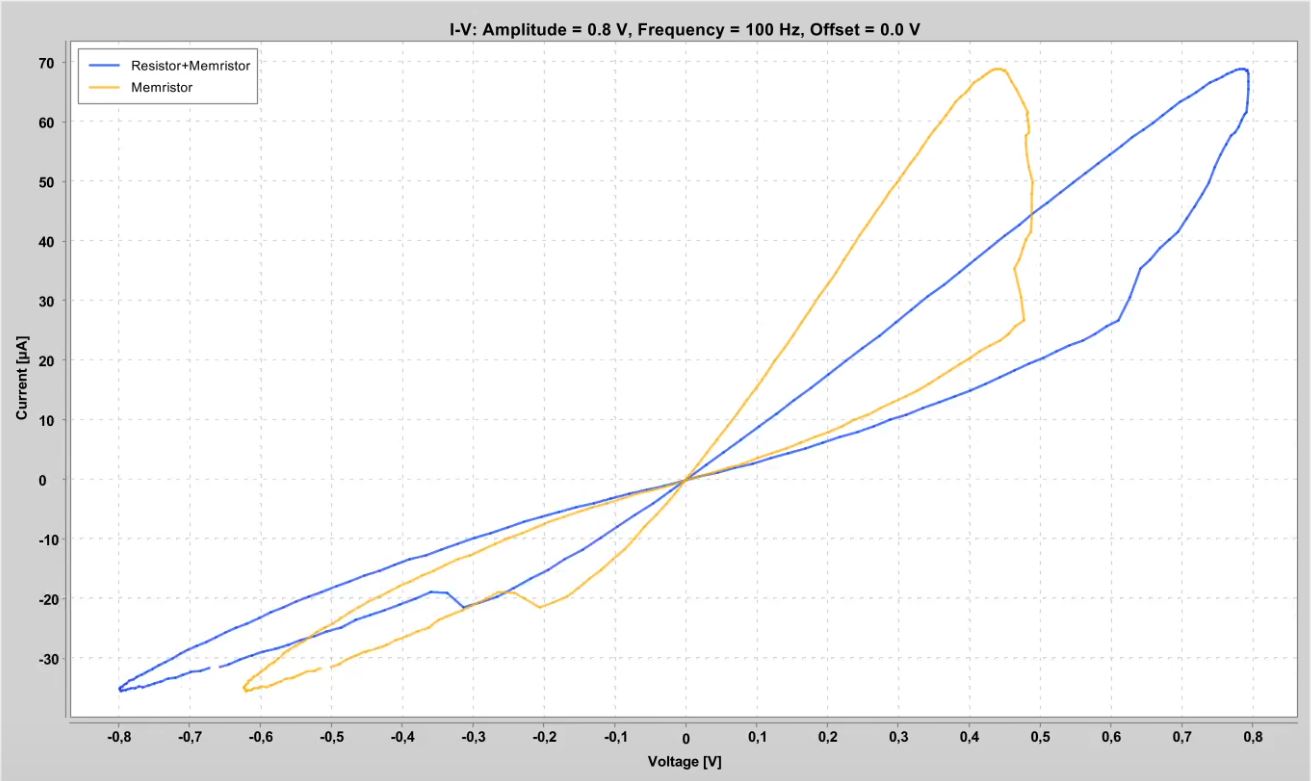 I-V: Amplitude = 0.8 V, Frequency = 100 Hz, Offset = 0.0 V
Resistor+Memristor
Memristor
70
60
50
40
30
20
10
0
-10
-20
-30
Current [µA]
-0,8 -0,7 -0,6 -0,5 -0,4 -0,3 -0,2 -0,1 0 0,1 0,2 0,3 0,4 0,5 0,6 0,7 0,8
Voltage [V]